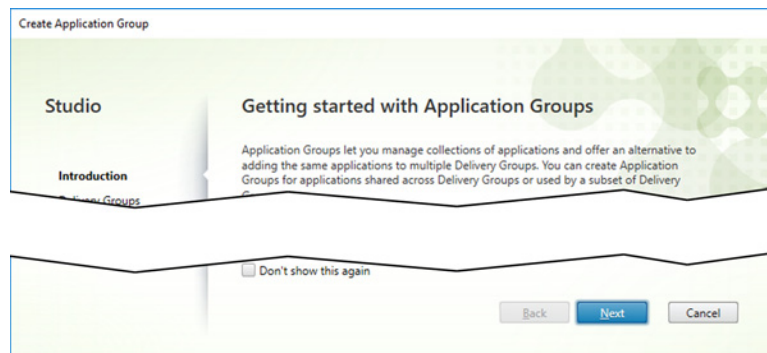 Create Application Group
Studio
Getting started with Application Groups
Application Groups let you manage collections of applications and offer an alternative to
adding the same applications to multiple Delivery Groups. You can create Application
Groups for applications shared across Delivery Groups or used by a subset of Delivery
Introduction
Delivery Groups
Don't show this again
Back
Next
Cancel